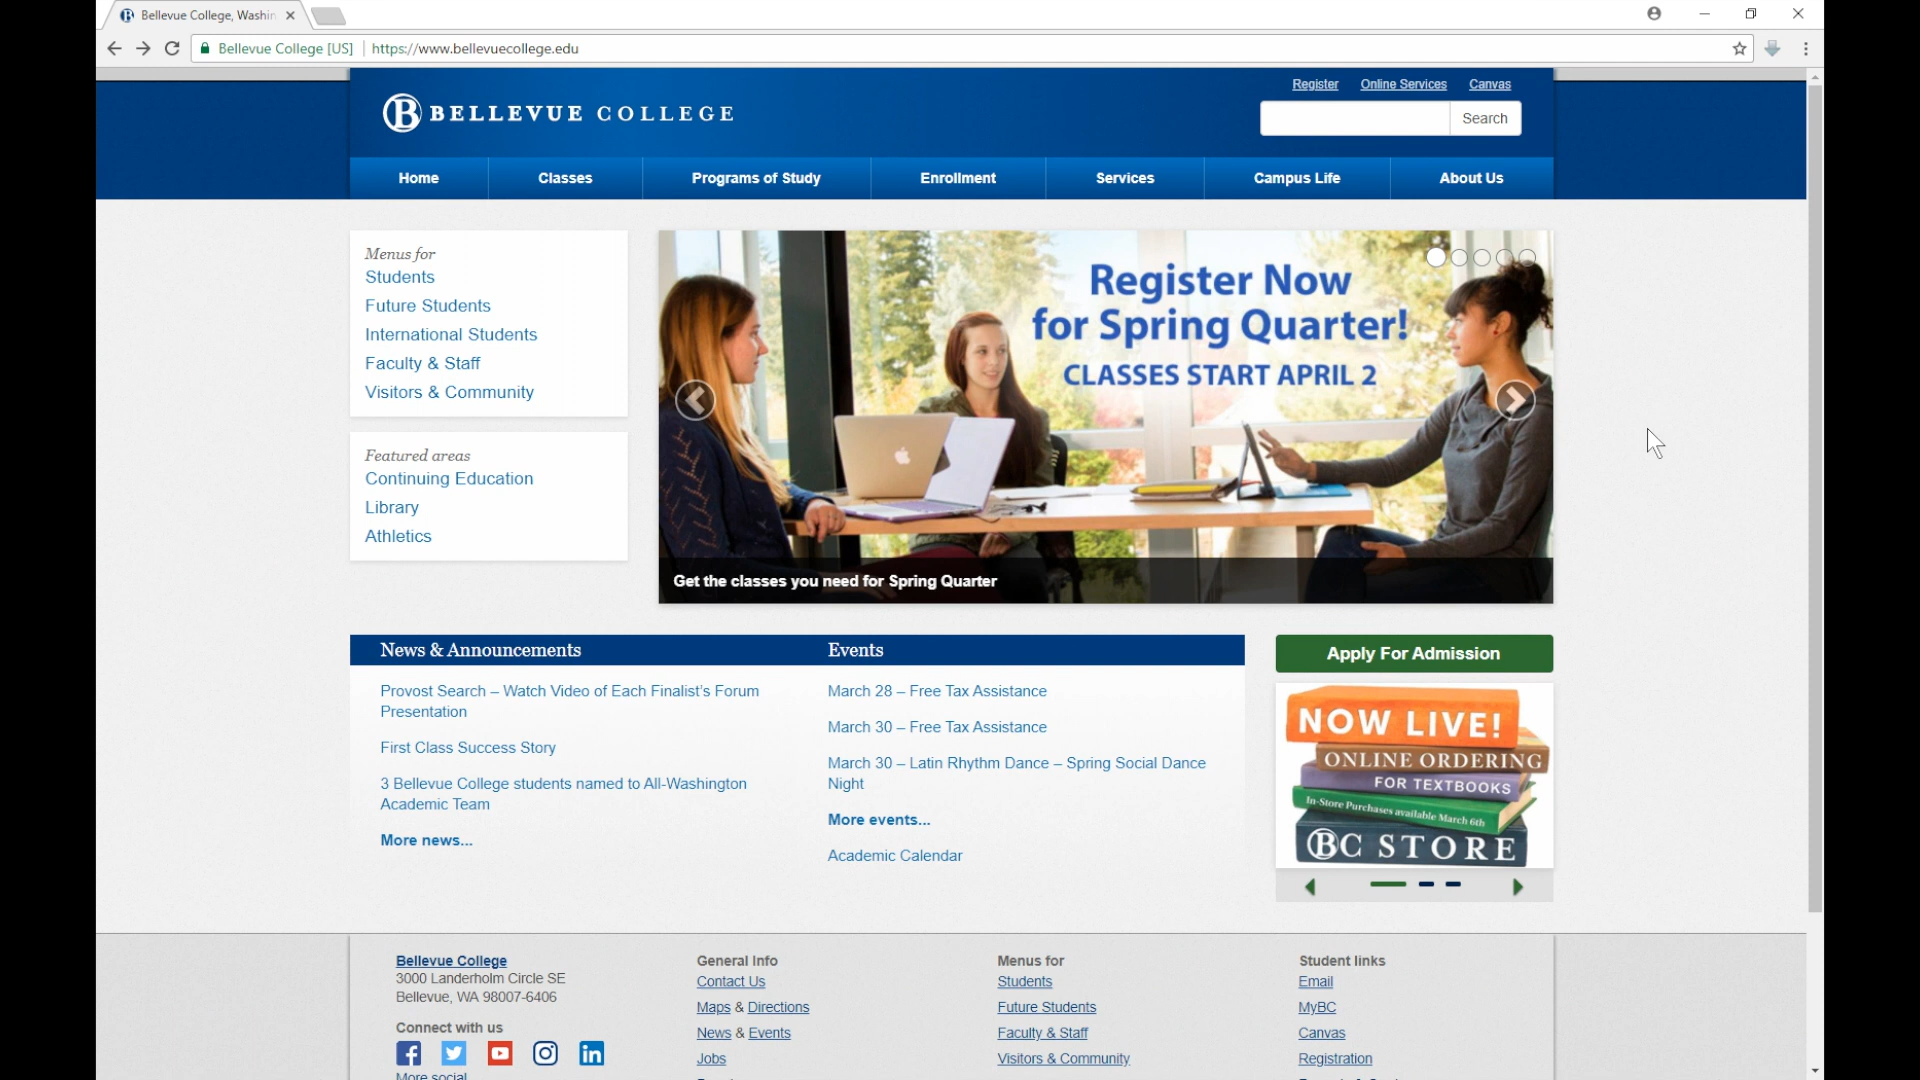 Bellevue College, Washin
Bellevue College [US] https://www.bellevuecollege.edu
Register Online Services Canvas
B BELLEVUE COLLEGE
Search
Home Classes Programs of Study Enrollment Services Campus Life About Us
Menus for
Students
Future Students
International Students
Faculty & Staff
Visitors & Community
Featured areas
Continuing Education
Library
Athletics
Register Now
for Spring Quarter!
CLASSES START APRIL 2
Get the classes you need for Spring Quarter
News & Announcements
Provost Search – Watch Video of Each Finalist's Forum
Presentation
First Class Success Story
3 Bellevue College students named to All-Washington
Academic Team
More news...
Events
March 28 – Free Tax Assistance
March 30 – Free Tax Assistance
March 30 – Latin Rhythm Dance – Spring Social Dance
Night
More events...
Academic Calendar
Apply For Admission
NOW LIVE!
ONLINE ORDERING
FOR TEXTBOOKS
In-Store Purchases available March 6th
BC STORE
Bellevue College
3000 Landerholm Circle SE
Bellevue, WA 98007-6406
Connect with us
More social
General Info
Contact Us
Maps & Directions
News & Events
Jobs
Menus for
Students
Future Students
Faculty & Staff
Visitors & Community
Student links
Email
MyBC
Canvas
Registration